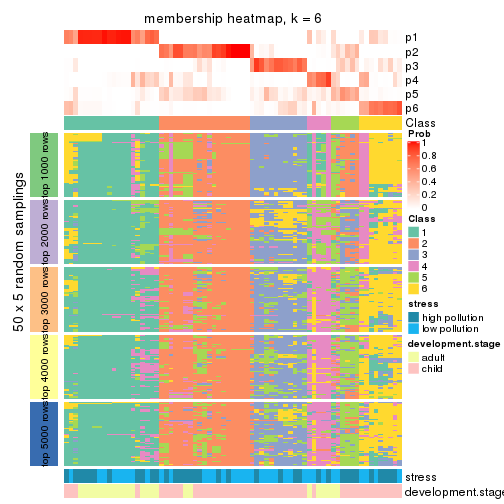 membership heatmap, k = 6
p1
p2
p3
p4
p5
p6
Class
Prob
1
0.8
0.6
0.4
0.2
0
Class
1
2
3
4
5
6
stress
high pollution
low pollution
development.stage
adult
child
50 x 5 random samplings
top 1000 rows
top 2000 rows
top 3000 rows
top 4000 rows
top 5000 rows
stress
development.stage